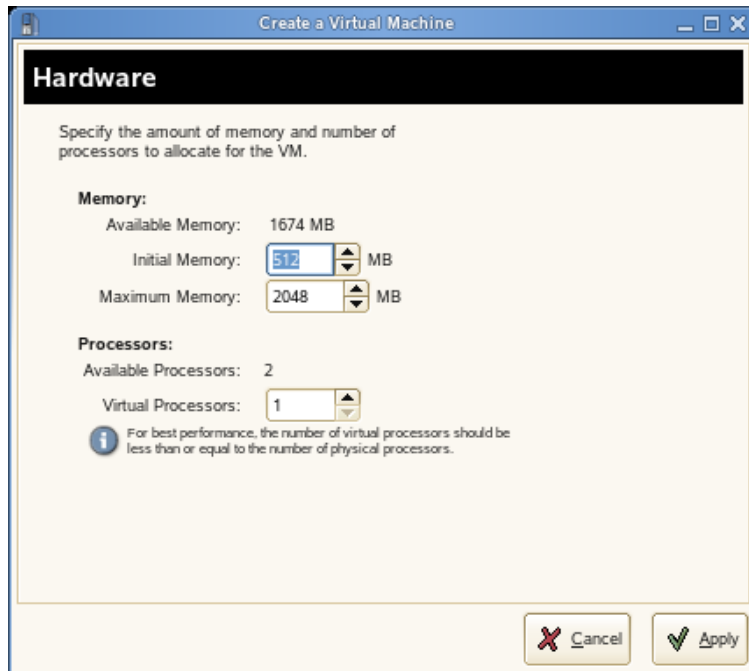 Create a Virtual Machine
Hardware
Specify the amount of memory and number of
processors to allocate for the VM.
Memory:
Available Memory: 1674 MB
Initial Memory: 512 MB
Maximum Memory: 2048 MB
Processors:
Available Processors: 2
Virtual Processors: 1
For best performance, the number of virtual processors should be
less than or equal to the number of physical processors.
Cancel Apply